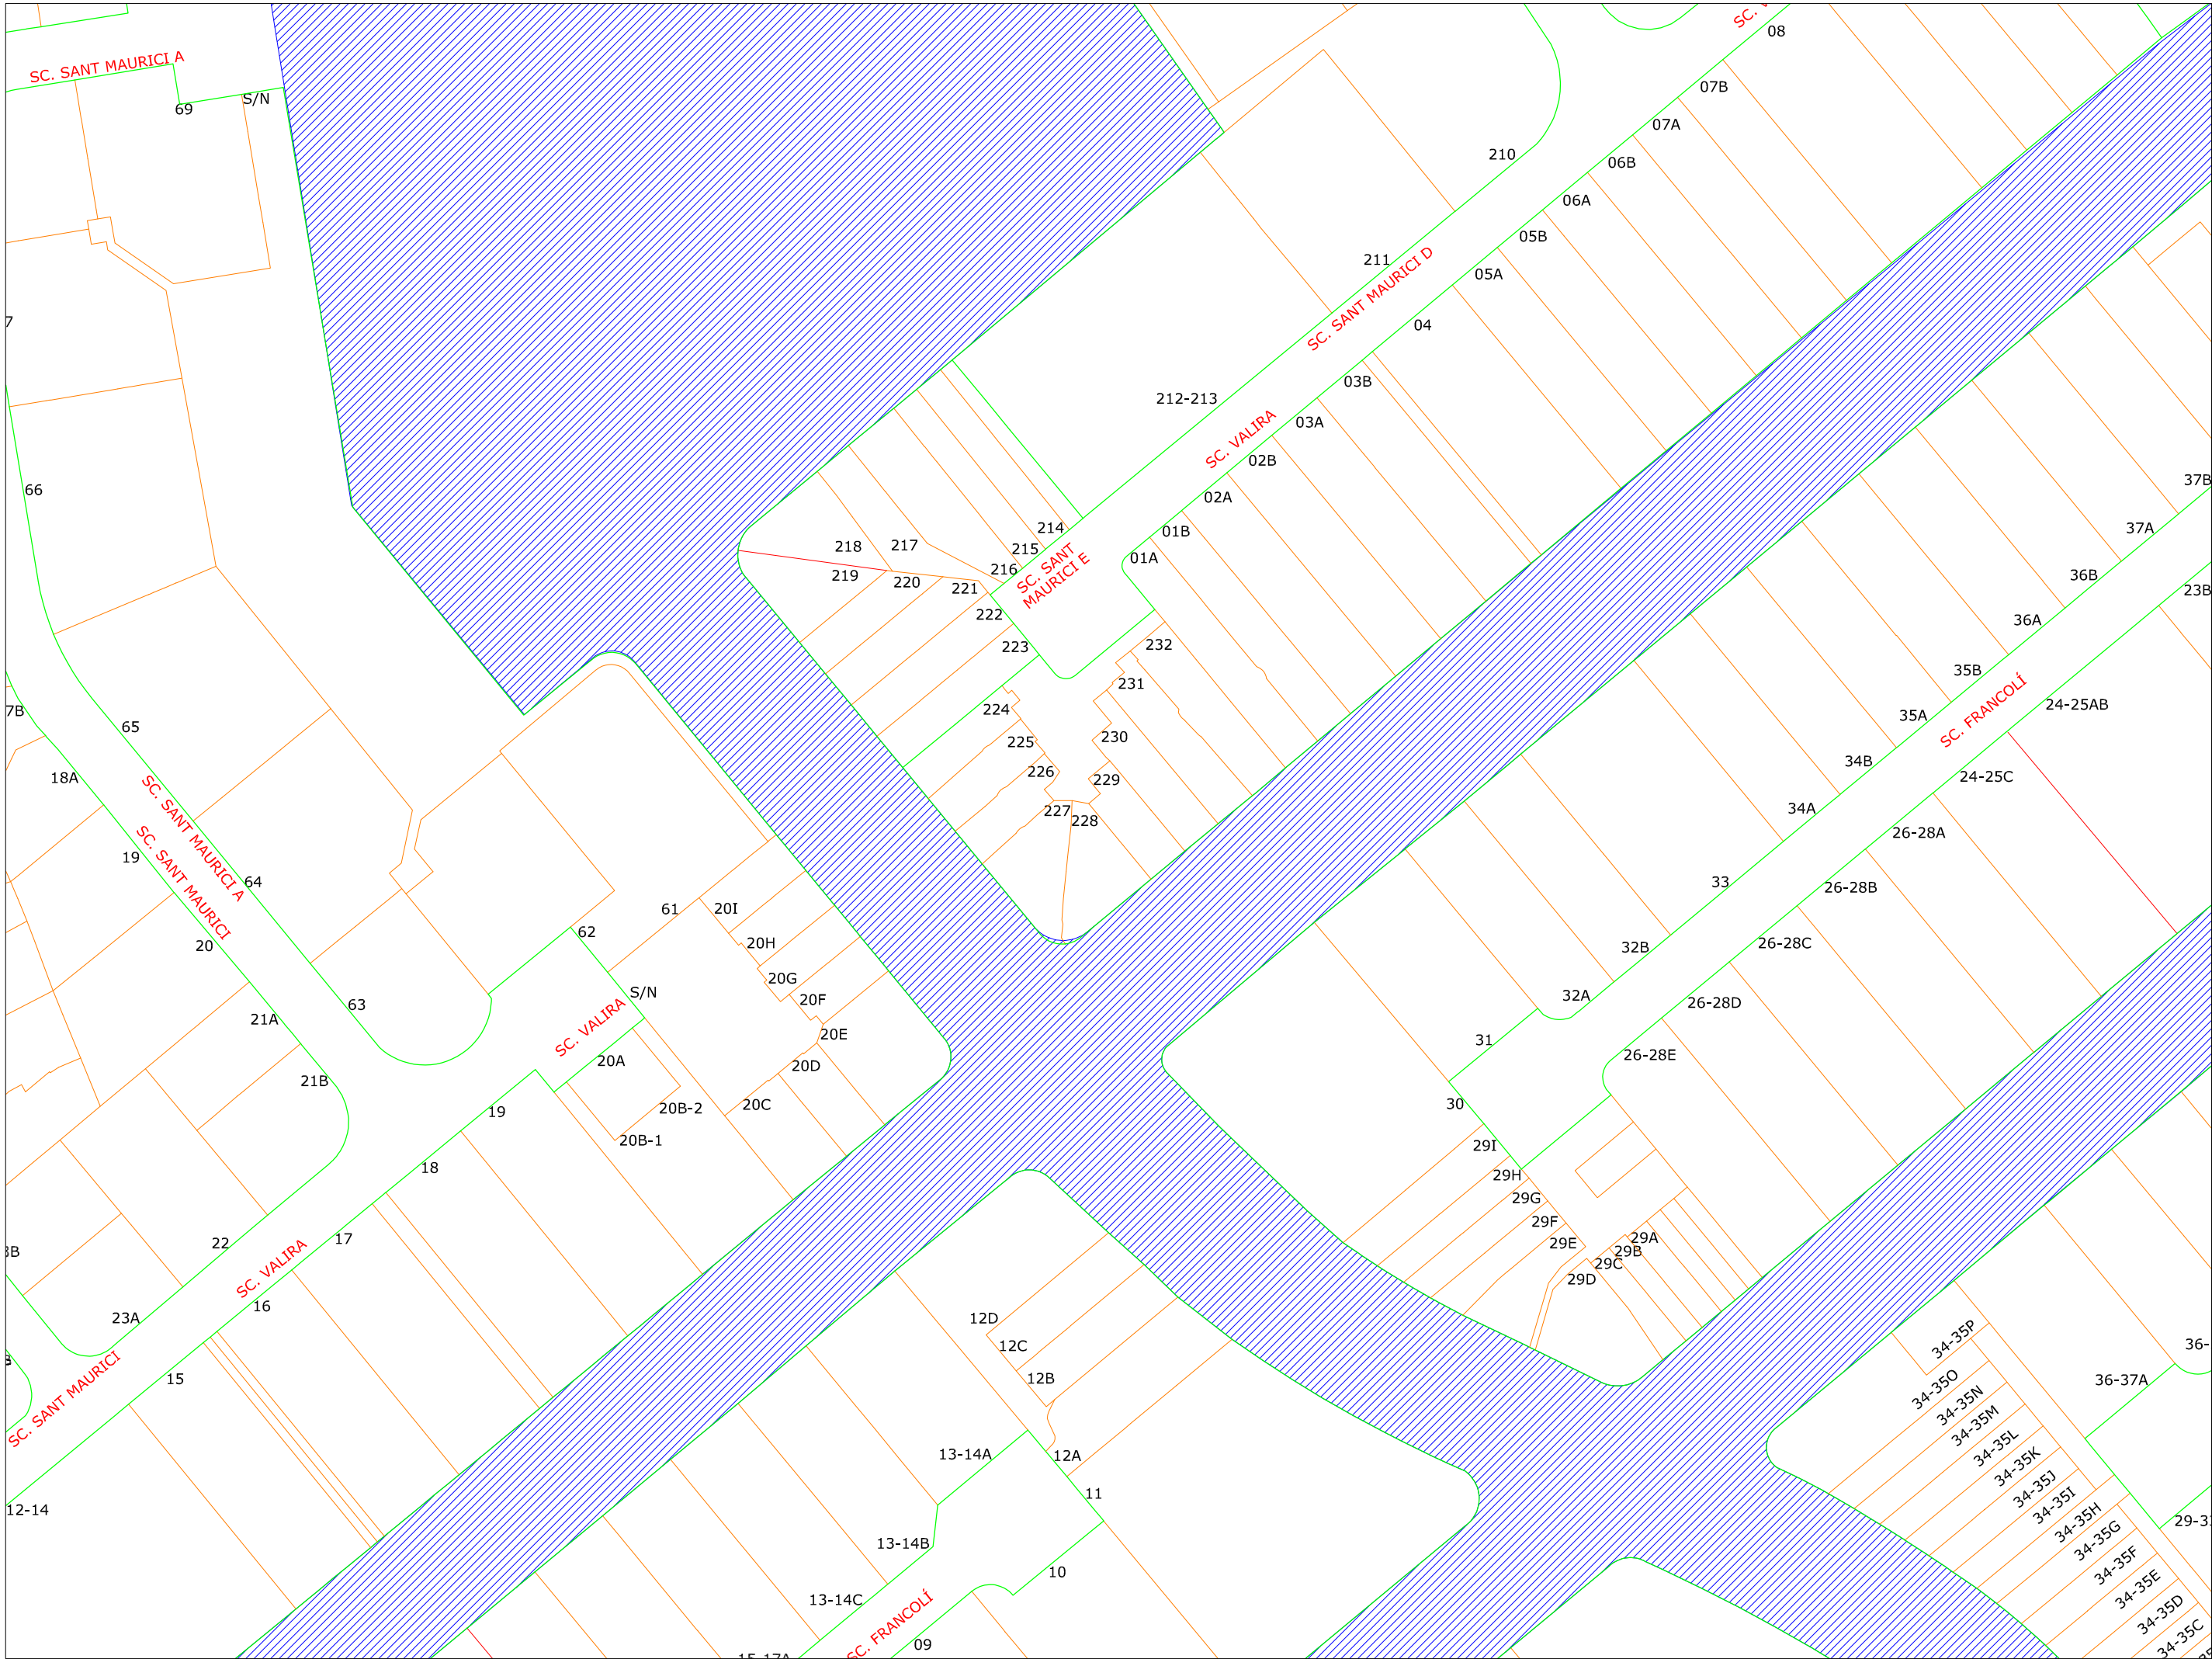 SC. SANT MAURICI A
69
S/N
7
66
7B
65
18A
SC. SANT MAURICI A
SC. SANT MAURICI
19
64
20
63
21A
21B
22
23A
SC. VALIRA
SC. SANT MAURICI
12-14
15
16
17
18
19
61
62
S/N
SC. VALIRA
20A
20B-2
20B-1
20I
20H
20G
20F
20E
20D
20C
08
07B
07A
06B
06A
05B
05A
04
03B
03A
02B
02A
01B
01A
210
211
SC. SANT MAURICI D
212-213
SC. VALIRA
214
215
216
SC. SANT
MAURICI E
217
218
219
220
221
222
223
224
225
226
227
228
229
230
231
232
37B
37A
36B
36A
35B
35A
34B
34A
33
32B
32A
31
30
23B
24-25AB
SC. FRANCOLÍ
24-25C
26-28A
26-28B
26-28C
26-28D
26-28E
29I
29H
29G
29F
29E
29D
29C
29B
29A
12D
12C
12B
12A
11
10
09
13-14A
13-14B
13-14C
SC. FRANCOLÍ
36-37A
34-35P
34-35O
34-35N
34-35M
34-35L
34-35K
34-35J
34-35I
34-35H
34-35G
34-35F
34-35E
34-35D
34-35C